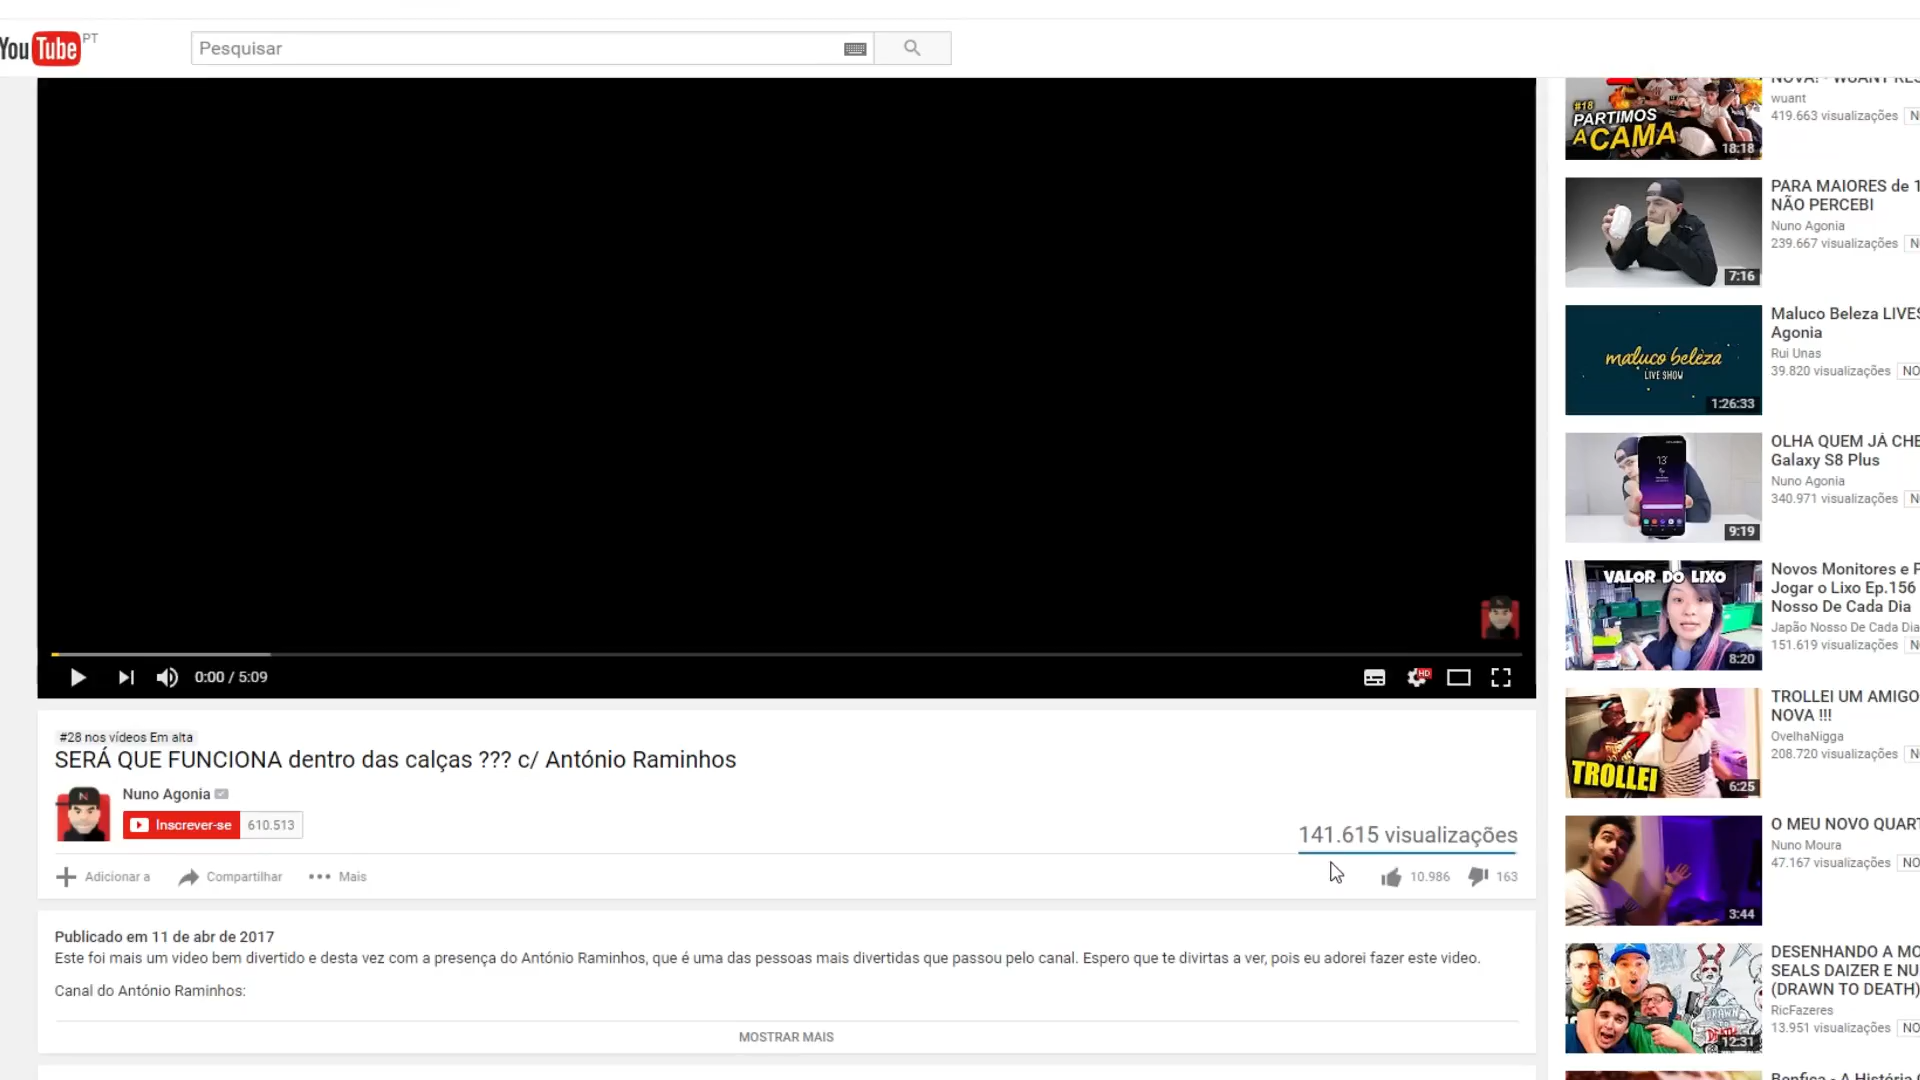 YouTube PT
Pesquisar
0:00 / 5:09
HD
#28 nos vídeos Em alta
SERÁ QUE FUNCIONA dentro das calças ??? c/ António Raminhos
Nuno Agonia
Inscrever-se 610.513
141.615 visualizações
Adicionar a Compartilhar Mais 10.986 163
Publicado em 11 de abr de 2017
Este foi mais um video bem divertido e desta vez com a presença do António Raminhos, que é uma das pessoas mais divertidas que passou pelo canal. Espero que te divirtas a ver, pois eu adorei fazer este video.
Canal do António Raminhos:
MOSTRAR MAIS
#18
PARTIMOS
A CAMA
18:18
wuant
419.663 visualizações
7:16
PARA MAIORES de 1
NÃO PERCEBI
Nuno Agonia
239.667 visualizações
maluco beleza
LIVE SHOW
1:26:33
Maluco Beleza LIVES
Agonia
Rui Unas
39.820 visualizações NO
13
9:19
OLHA QUEM JÁ CHE
Galaxy S8 Plus
Nuno Agonia
340.971 visualizações
VALOR DO LIXO
8:20
Novos Monitores e P
Jogar o Lixo Ep.156
Nosso De Cada Dia
Japão Nosso De Cada Dia
151.619 visualizações
TROLLEI
6:25
TROLLEI UM AMIGO
NOVA !!!
OvelhaNigga
208.720 visualizações
3:44
O MEU NOVO QUART
Nuno Moura
47.167 visualizações NO
DRAWN
TO
DEATH
12:31
DESENHANDO A MO
SEALS DAIZER E NU
(DRAWN TO DEATH)
RicFazeres
13.951 visualizações NO